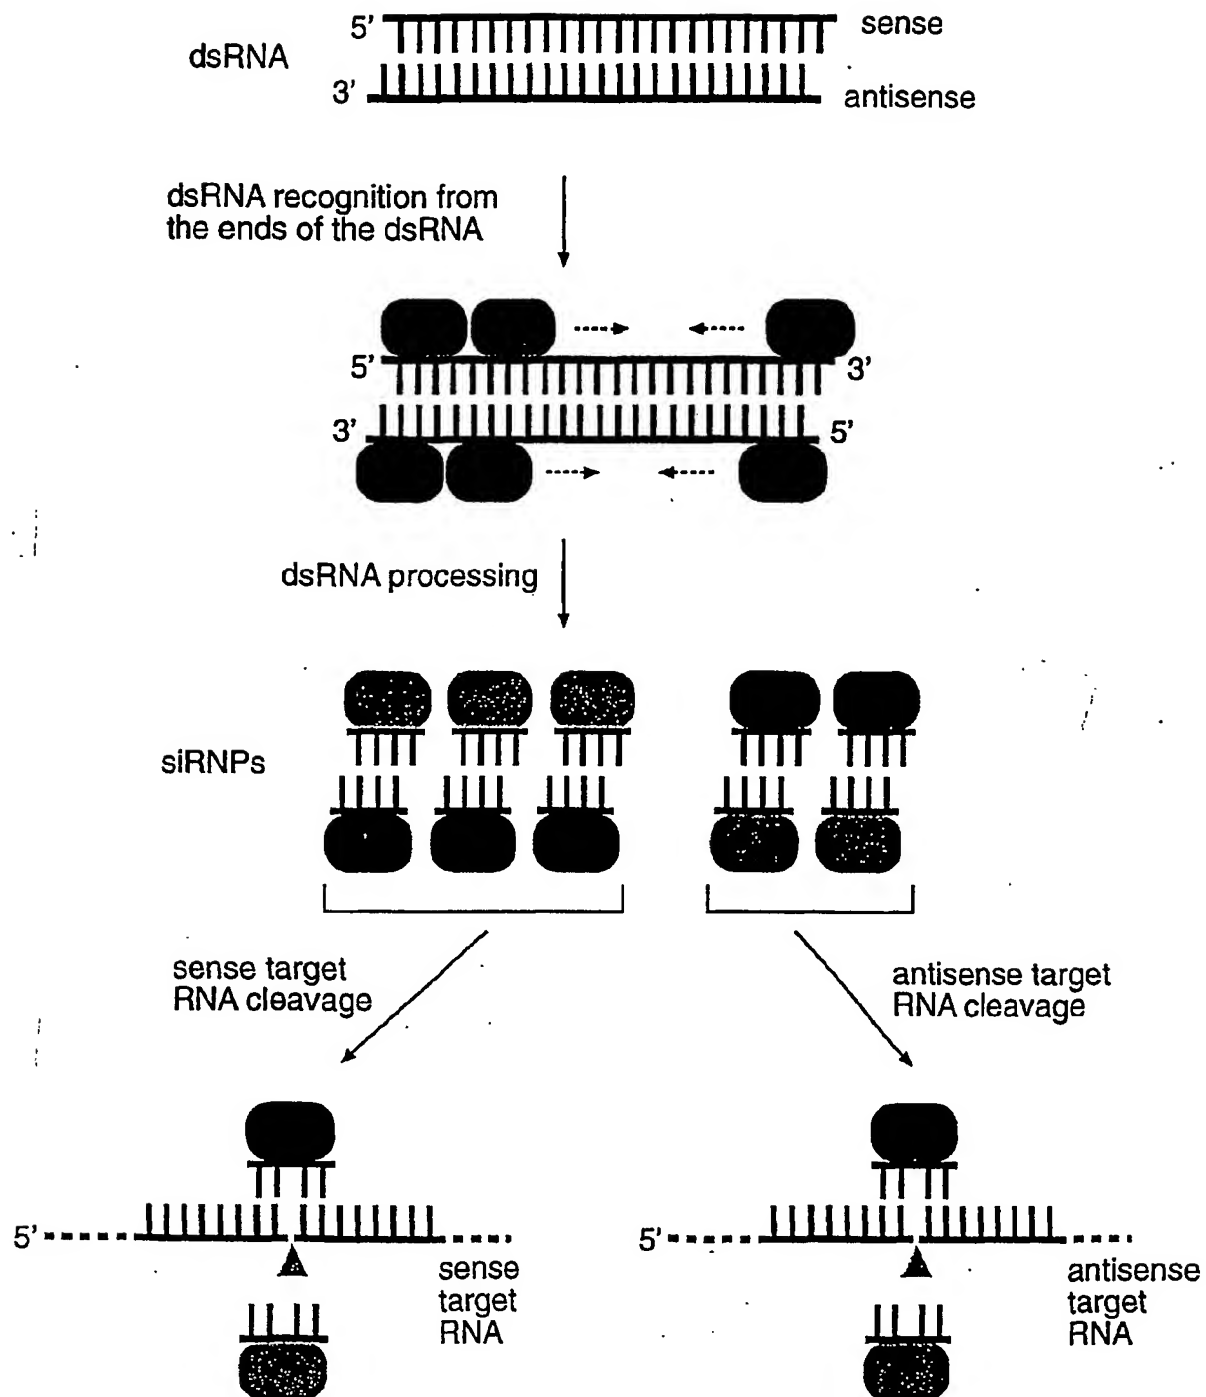 5' sense
dsRNA
3' antisense
dsRNA recognition from
the ends of the dsRNA
5' 3'
3' 5'
dsRNA processing
siRNPs
sense target
RNA cleavage
antisense target
RNA cleavage
5'
sense
target
RNA
5'
antisense
target
RNA